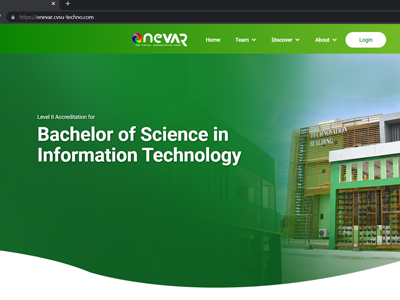 https://onevar.cvsu-techno.com
ONEVAR
Home Team Discover About Login
Level II Accreditation for
Bachelor of Science in
Information Technology
TECHNOVATION
BUILDING